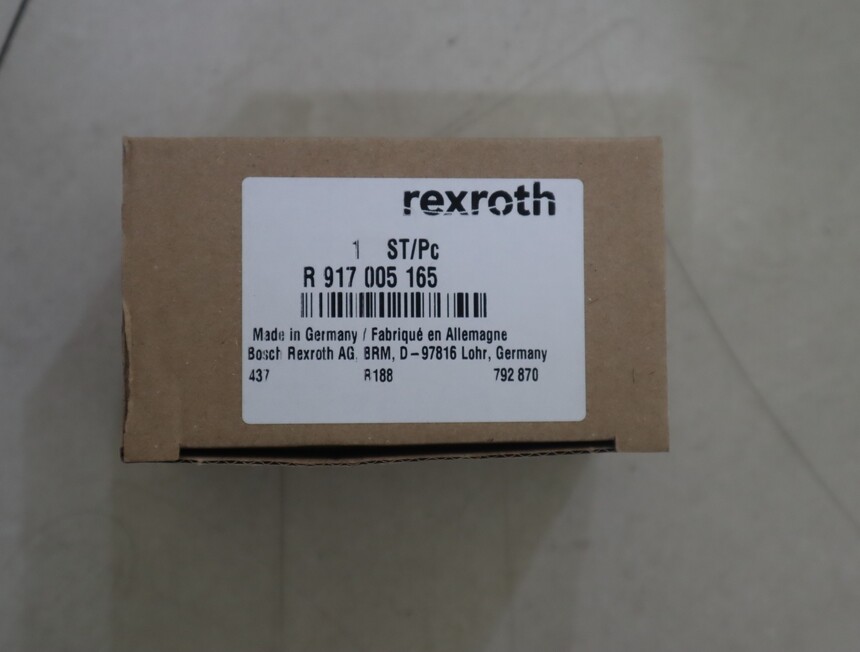 rexroth
1 ST/Pc
R 917 005 165
Made in Germany / Fabriqué en Allemagne
Bosch Rexroth AG, BRM, D-97816 Lohr, Germany
437 R188 792 870